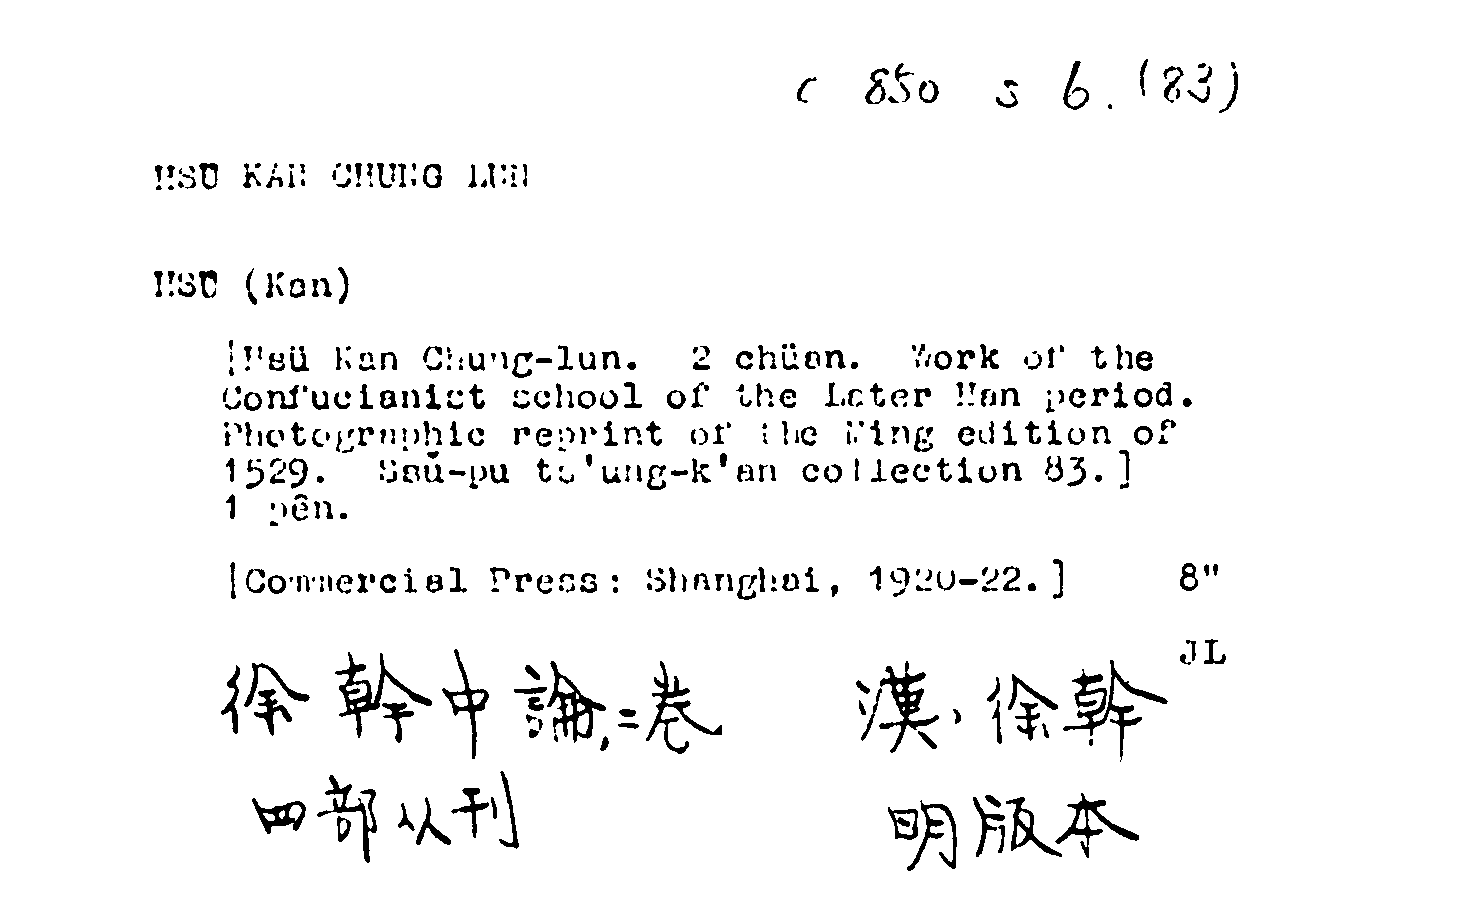 c 850 s 6. (83)
HSÜ KAN CHUNG LUN
HSÜ (Kan)
[Hsü Kan Chung-lun. 2 chüan. Work of the
Confucianist school of the Later Han period.
Photographic reprint of the Ming edition of
1529. Ssŭ-pu ts'ung-k'an collection 83.]
1 pên.
[Commercial Press: Shanghai, 1920-22.] 8"
JL
徐幹中論,二卷 漢、徐幹
四部从刊 明版本